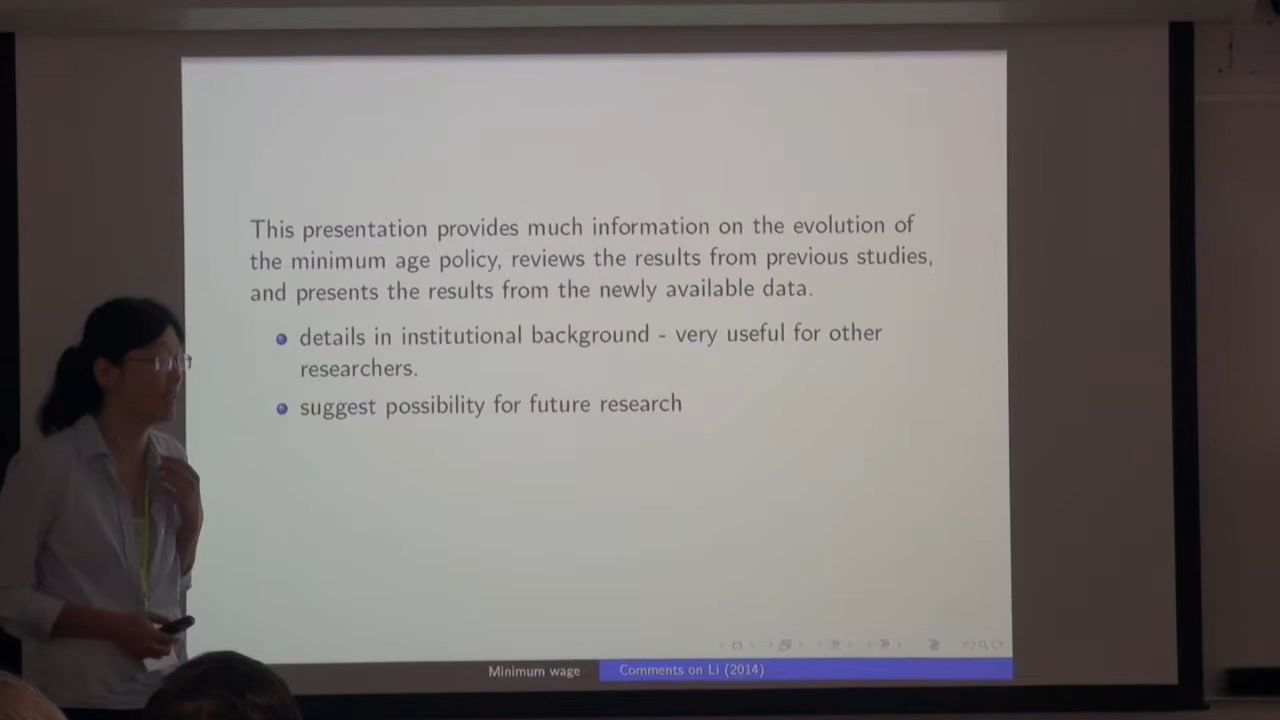 This presentation provides much information on the evolution of
the minimum age policy, reviews the results from previous studies,
and presents the results from the newly available data.
details in institutional background - very useful for other
researchers.
suggest possibility for future research
Minimum wage
Comments on Li (2014)